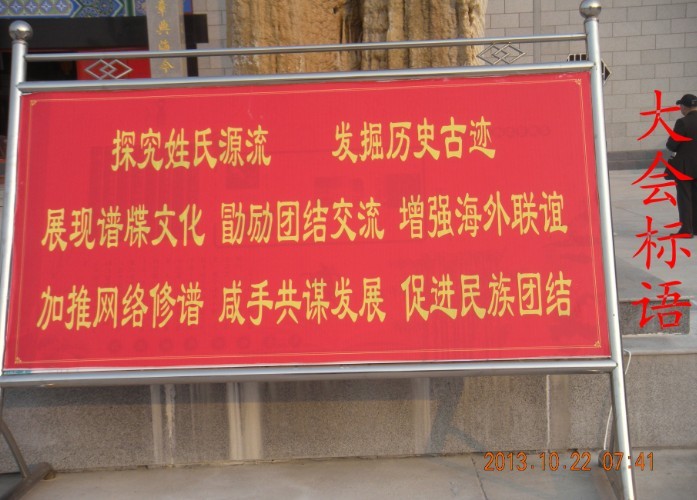 探究姓氏源流 发掘历史古迹
展现谱牒文化 勖励团结交流 增强海外联谊
加推网络修谱 咸手共谋发展 促进民族团结
大会标语
2013.10.22 07:41